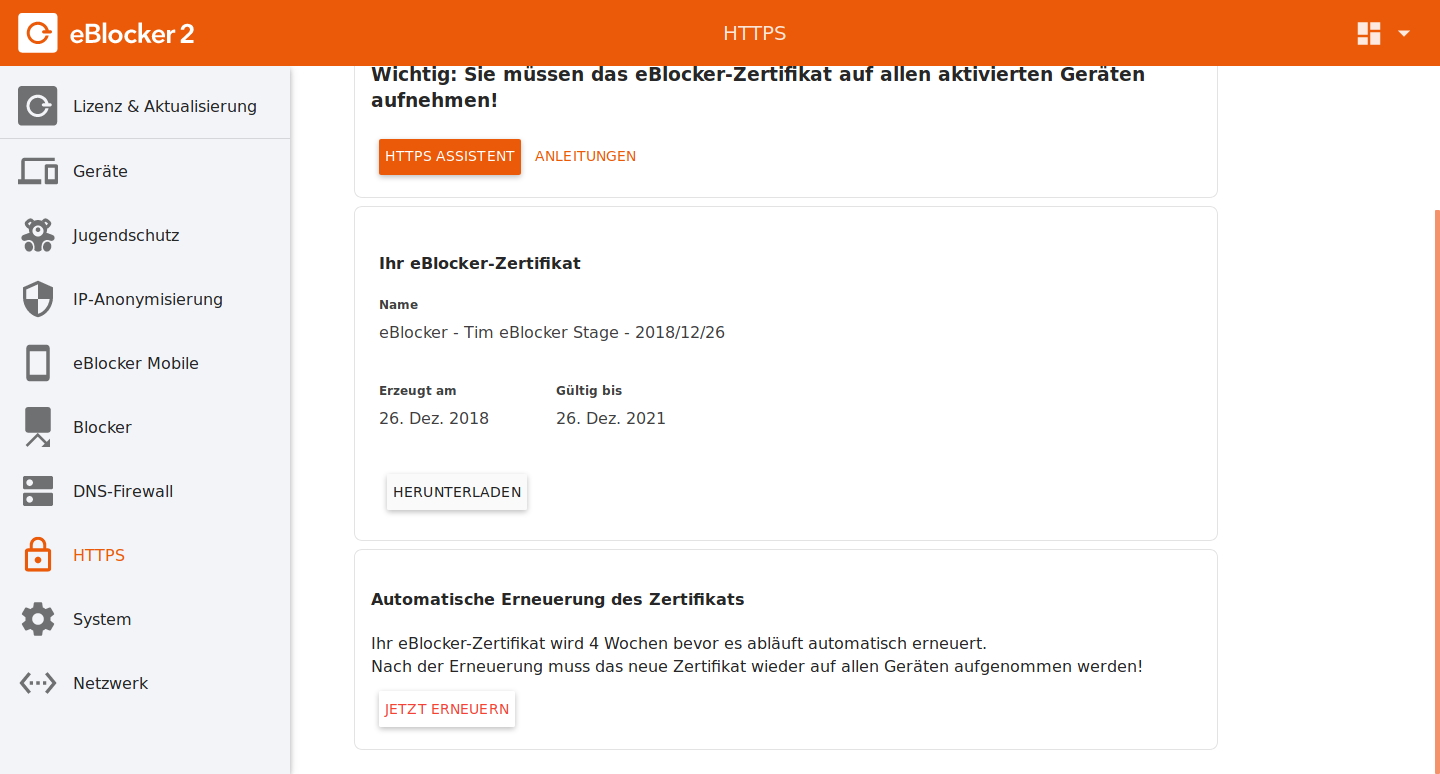 eBlocker 2
HTTPS
Lizenz & Aktualisierung
Geräte
Jugendschutz
IP-Anonymisierung
eBlocker Mobile
Blocker
DNS-Firewall
HTTPS
System
Netzwerk
Wichtig: Sie müssen das eBlocker-Zertifikat auf allen aktivierten Geräten
aufnehmen!
HTTPS ASSISTENT ANLEITUNGEN
Ihr eBlocker-Zertifikat
Name
eBlocker - Tim eBlocker Stage - 2018/12/26
Erzeugt am Gültig bis
26. Dez. 2018 26. Dez. 2021
HERUNTERLADEN
Automatische Erneuerung des Zertifikats
Ihr eBlocker-Zertifikat wird 4 Wochen bevor es abläuft automatisch erneuert.
Nach der Erneuerung muss das neue Zertifikat wieder auf allen Geräten aufgenommen werden!
JETZT ERNEUERN